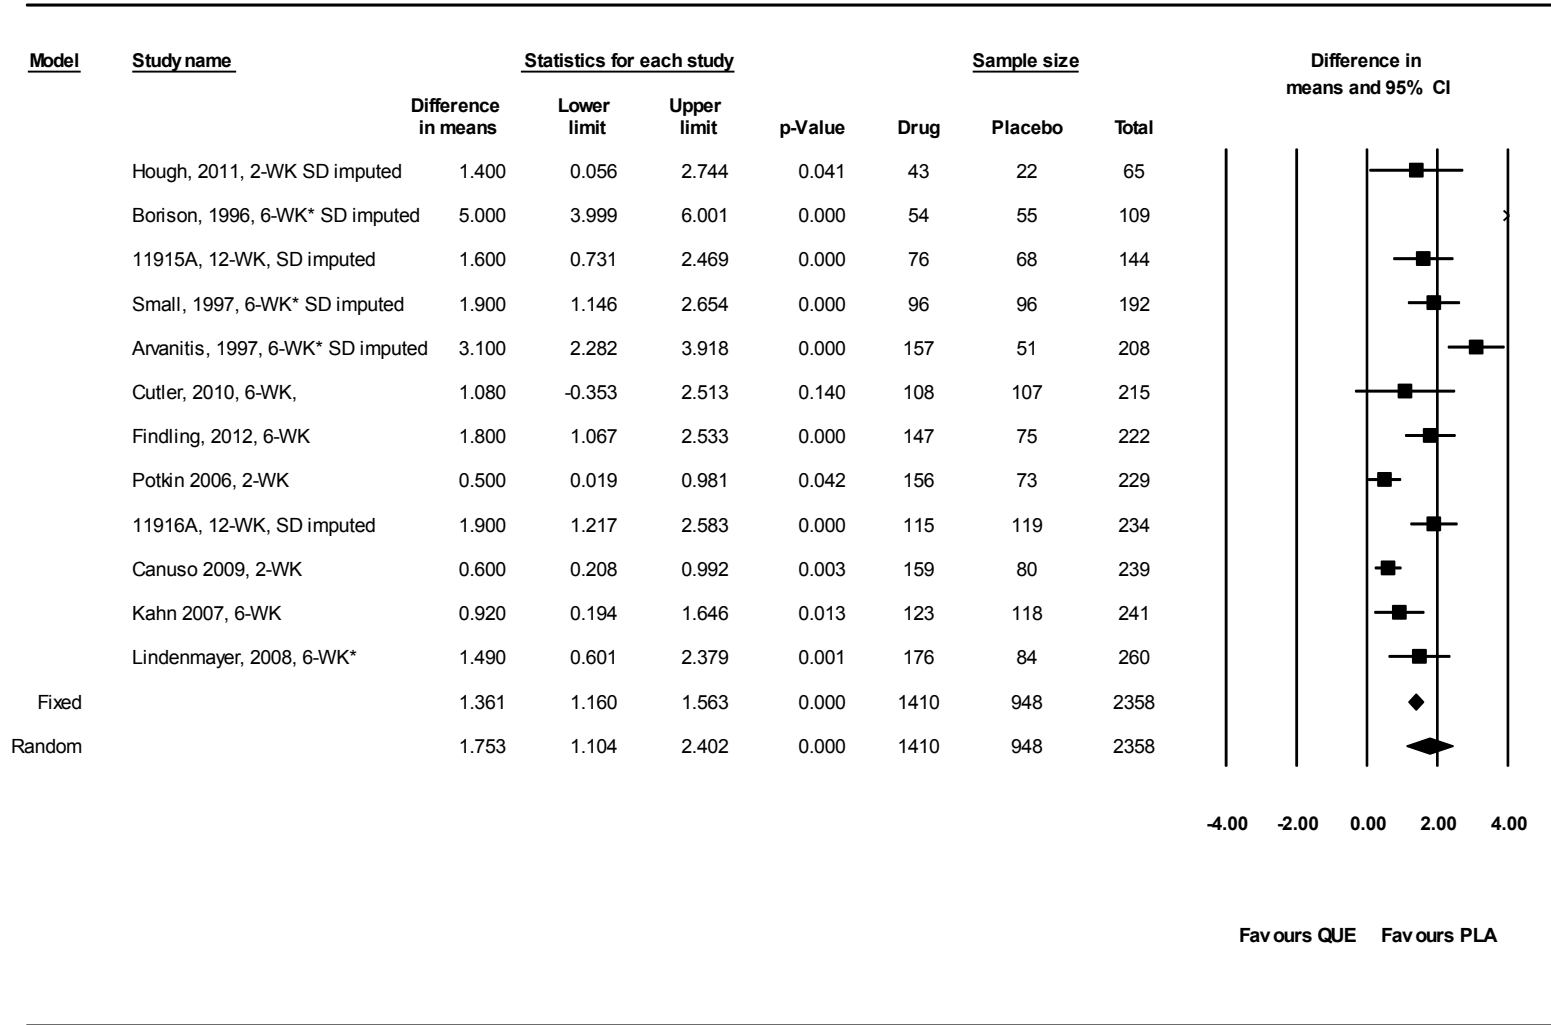 Model Study name Statistics for each study Sample size Difference in
means and 95% CI
Difference Lower Upper
in means limit limit p-Value Drug Placebo Total
Hough, 2011, 2-WK SD imputed 1.400 0.056 2.744 0.041 43 22 65
Borison, 1996, 6-WK* SD imputed 5.000 3.999 6.001 0.000 54 55 109
11915A, 12-WK, SD imputed 1.600 0.731 2.469 0.000 76 68 144
Small, 1997, 6-WK* SD imputed 1.900 1.146 2.654 0.000 96 96 192
Arvanitis, 1997, 6-WK* SD imputed 3.100 2.282 3.918 0.000 157 51 208
Cutler, 2010, 6-WK, 1.080 -0.353 2.513 0.140 108 107 215
Findling, 2012, 6-WK 1.800 1.067 2.533 0.000 147 75 222
Potkin 2006, 2-WK 0.500 0.019 0.981 0.042 156 73 229
11916A, 12-WK, SD imputed 1.900 1.217 2.583 0.000 115 119 234
Canuso 2009, 2-WK 0.600 0.208 0.992 0.003 159 80 239
Kahn 2007, 6-WK 0.920 0.194 1.646 0.013 123 118 241
Lindenmayer, 2008, 6-WK* 1.490 0.601 2.379 0.001 176 84 260
Fixed 1.361 1.160 1.563 0.000 1410 948 2358
Random 1.753 1.104 2.402 0.000 1410 948 2358
-4.00 -2.00 0.00 2.00 4.00
Favours QUE Favours PLA